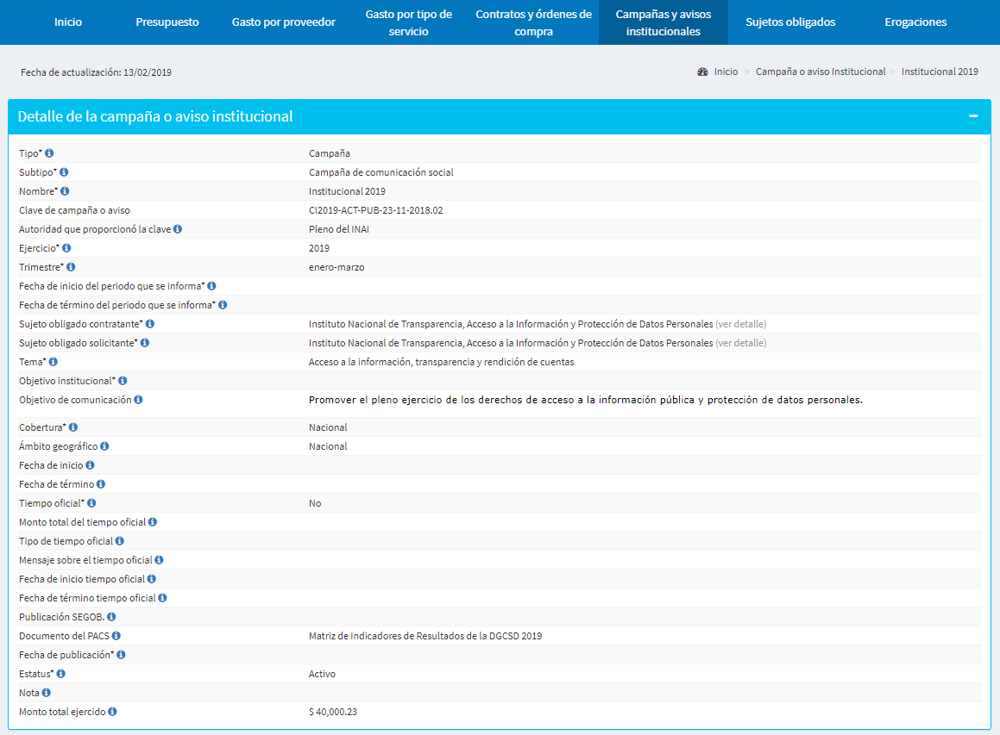 Inicio
Presupuesto
Gasto por proveedor
Gasto por tipo de
servicio
Contratos y órdenes de
compra
Campañas y avisos
institucionales
Sujetos obligados
Erogaciones
Fecha de actualización: 13/02/2019
Inicio > Campaña o aviso Institucional > Institucional 2019
Detalle de la campaña o aviso institucional
Tipo* Campaña
Subtipo* Campaña de comunicación social
Nombre* Institucional 2019
Clave de campaña o aviso CI2019-ACT-PUB-23-11-2018.02
Autoridad que proporcionó la clave Pleno del INAI
Ejercicio* 2019
Trimestre* enero-marzo
Fecha de inicio del periodo que se informa*
Fecha de término del periodo que se informa*
Sujeto obligado contratante* Instituto Nacional de Transparencia, Acceso a la Información y Protección de Datos Personales (ver detalle)
Sujeto obligado solicitante* Instituto Nacional de Transparencia, Acceso a la Información y Protección de Datos Personales (ver detalle)
Tema* Acceso a la información, transparencia y rendición de cuentas
Objetivo institucional*
Objetivo de comunicación Promover el pleno ejercicio de los derechos de acceso a la información pública y protección de datos personales.
Cobertura* Nacional
Ámbito geográfico Nacional
Fecha de inicio
Fecha de término
Tiempo oficial* No
Monto total del tiempo oficial
Tipo de tiempo oficial
Mensaje sobre el tiempo oficial
Fecha de inicio tiempo oficial
Fecha de término tiempo oficial
Publicación SEGOB.
Documento del PACS Matriz de Indicadores de Resultados de la DGCSD 2019
Fecha de publicación*
Estatus* Activo
Nota
Monto total ejercido $ 40,000.23